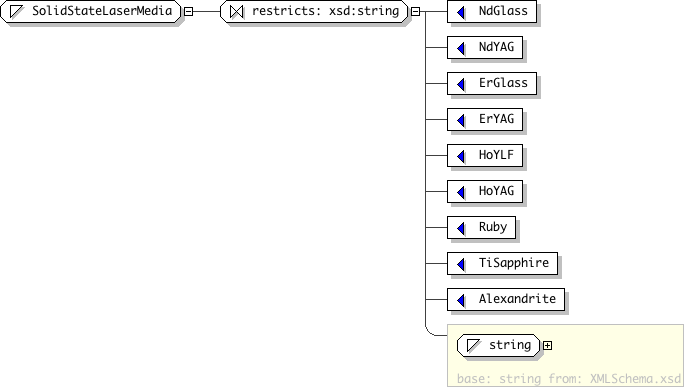 SolidStateLaserMedia
restricts: xsd:string
NdGlass
NdYAG
ErGlass
ErYAG
HoYLF
HoYAG
Ruby
TiSapphire
Alexandrite
string
base: string from: XMLSchema.xsd